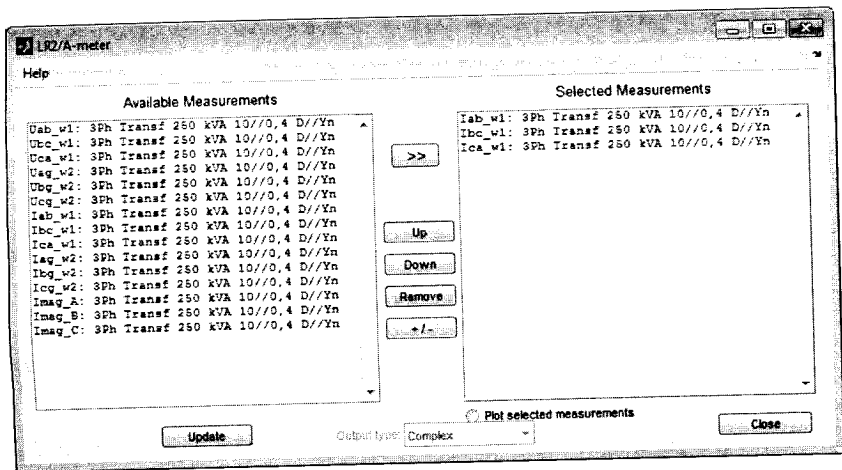 LR2/A-meter
Help
Available Measurements
Uab_w1: 3Ph Transf 250 kVA 10//0,4 D//Yn
Ubc_w1: 3Ph Transf 250 kVA 10//0,4 D//Yn
Uca_w1: 3Ph Transf 250 kVA 10//0,4 D//Yn
Uag_w2: 3Ph Transf 250 kVA 10//0,4 D//Yn
Ubg_w2: 3Ph Transf 250 kVA 10//0,4 D//Yn
Ucg_w2: 3Ph Transf 250 kVA 10//0,4 D//Yn
Iab_w1: 3Ph Transf 250 kVA 10//0,4 D//Yn
Ibc_w1: 3Ph Transf 250 kVA 10//0,4 D//Yn
Ica_w1: 3Ph Transf 250 kVA 10//0,4 D//Yn
Iag_w2: 3Ph Transf 250 kVA 10//0,4 D//Yn
Ibg_w2: 3Ph Transf 250 kVA 10//0,4 D//Yn
Icg_w2: 3Ph Transf 250 kVA 10//0,4 D//Yn
Imag_A: 3Ph Transf 250 kVA 10//0,4 D//Yn
Imag_B: 3Ph Transf 250 kVA 10//0,4 D//Yn
Imag_C: 3Ph Transf 250 kVA 10//0,4 D//Yn
>>
Up
Down
Remove
+/-
Selected Measurements
Iab_w1: 3Ph Transf 250 kVA 10//0,4 D//Yn
Ibc_w1: 3Ph Transf 250 kVA 10//0,4 D//Yn
Ica_w1: 3Ph Transf 250 kVA 10//0,4 D//Yn
Plot selected measurements
Update
Output type: Complex
Close